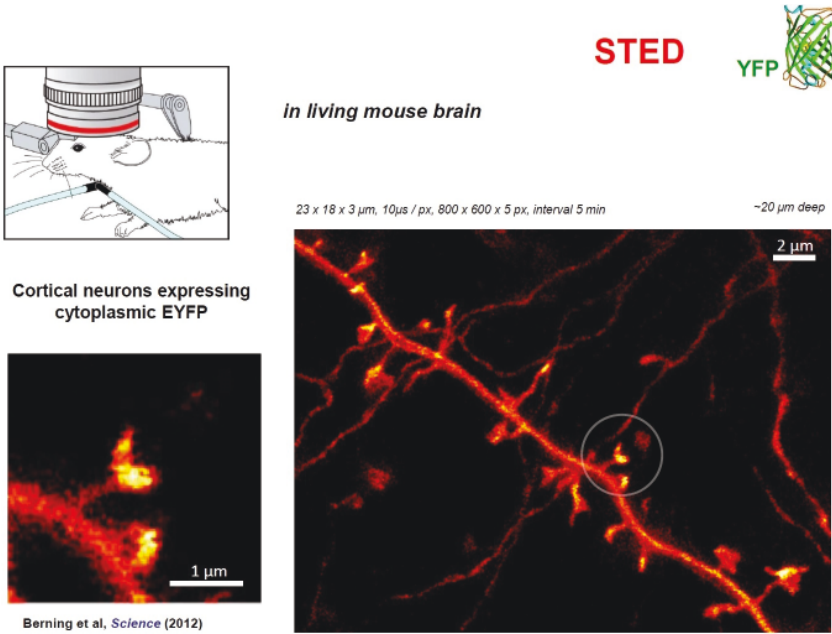 STED
YFP
in living mouse brain
23 x 18 x 3 µm, 10µs / px, 800 x 600 x 5 px, interval 5 min
~20 µm deep
2 µm
Cortical neurons expressing
cytoplasmic EYFP
1 µm
Berning et al, Science (2012)